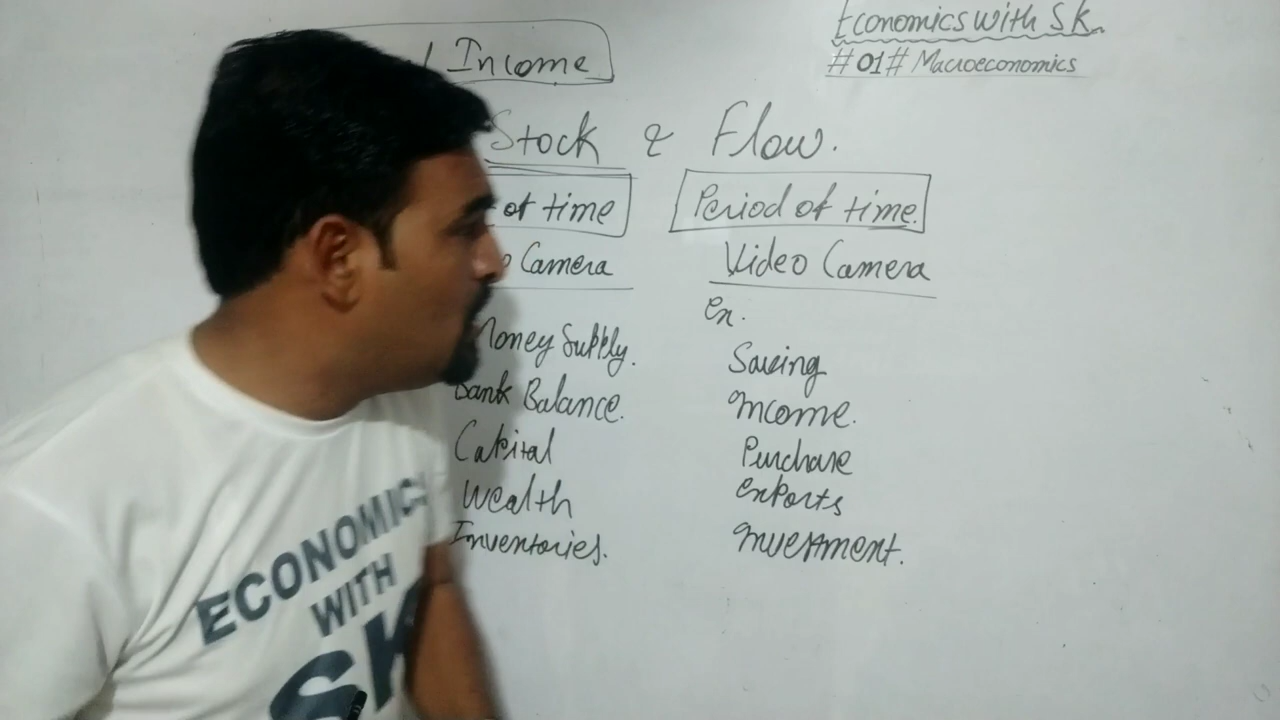 Income
Economics with SK
#01# Macroeconomics
Stock & Flow.
of time
Period of time.
Camera
Video Camera
Ex.
Money Supply.
Bank Balance.
Capital
Wealth
Inventories.
Saving
Income.
Purchase
Exports
Investment.
ECONOMICS
WITH
SK